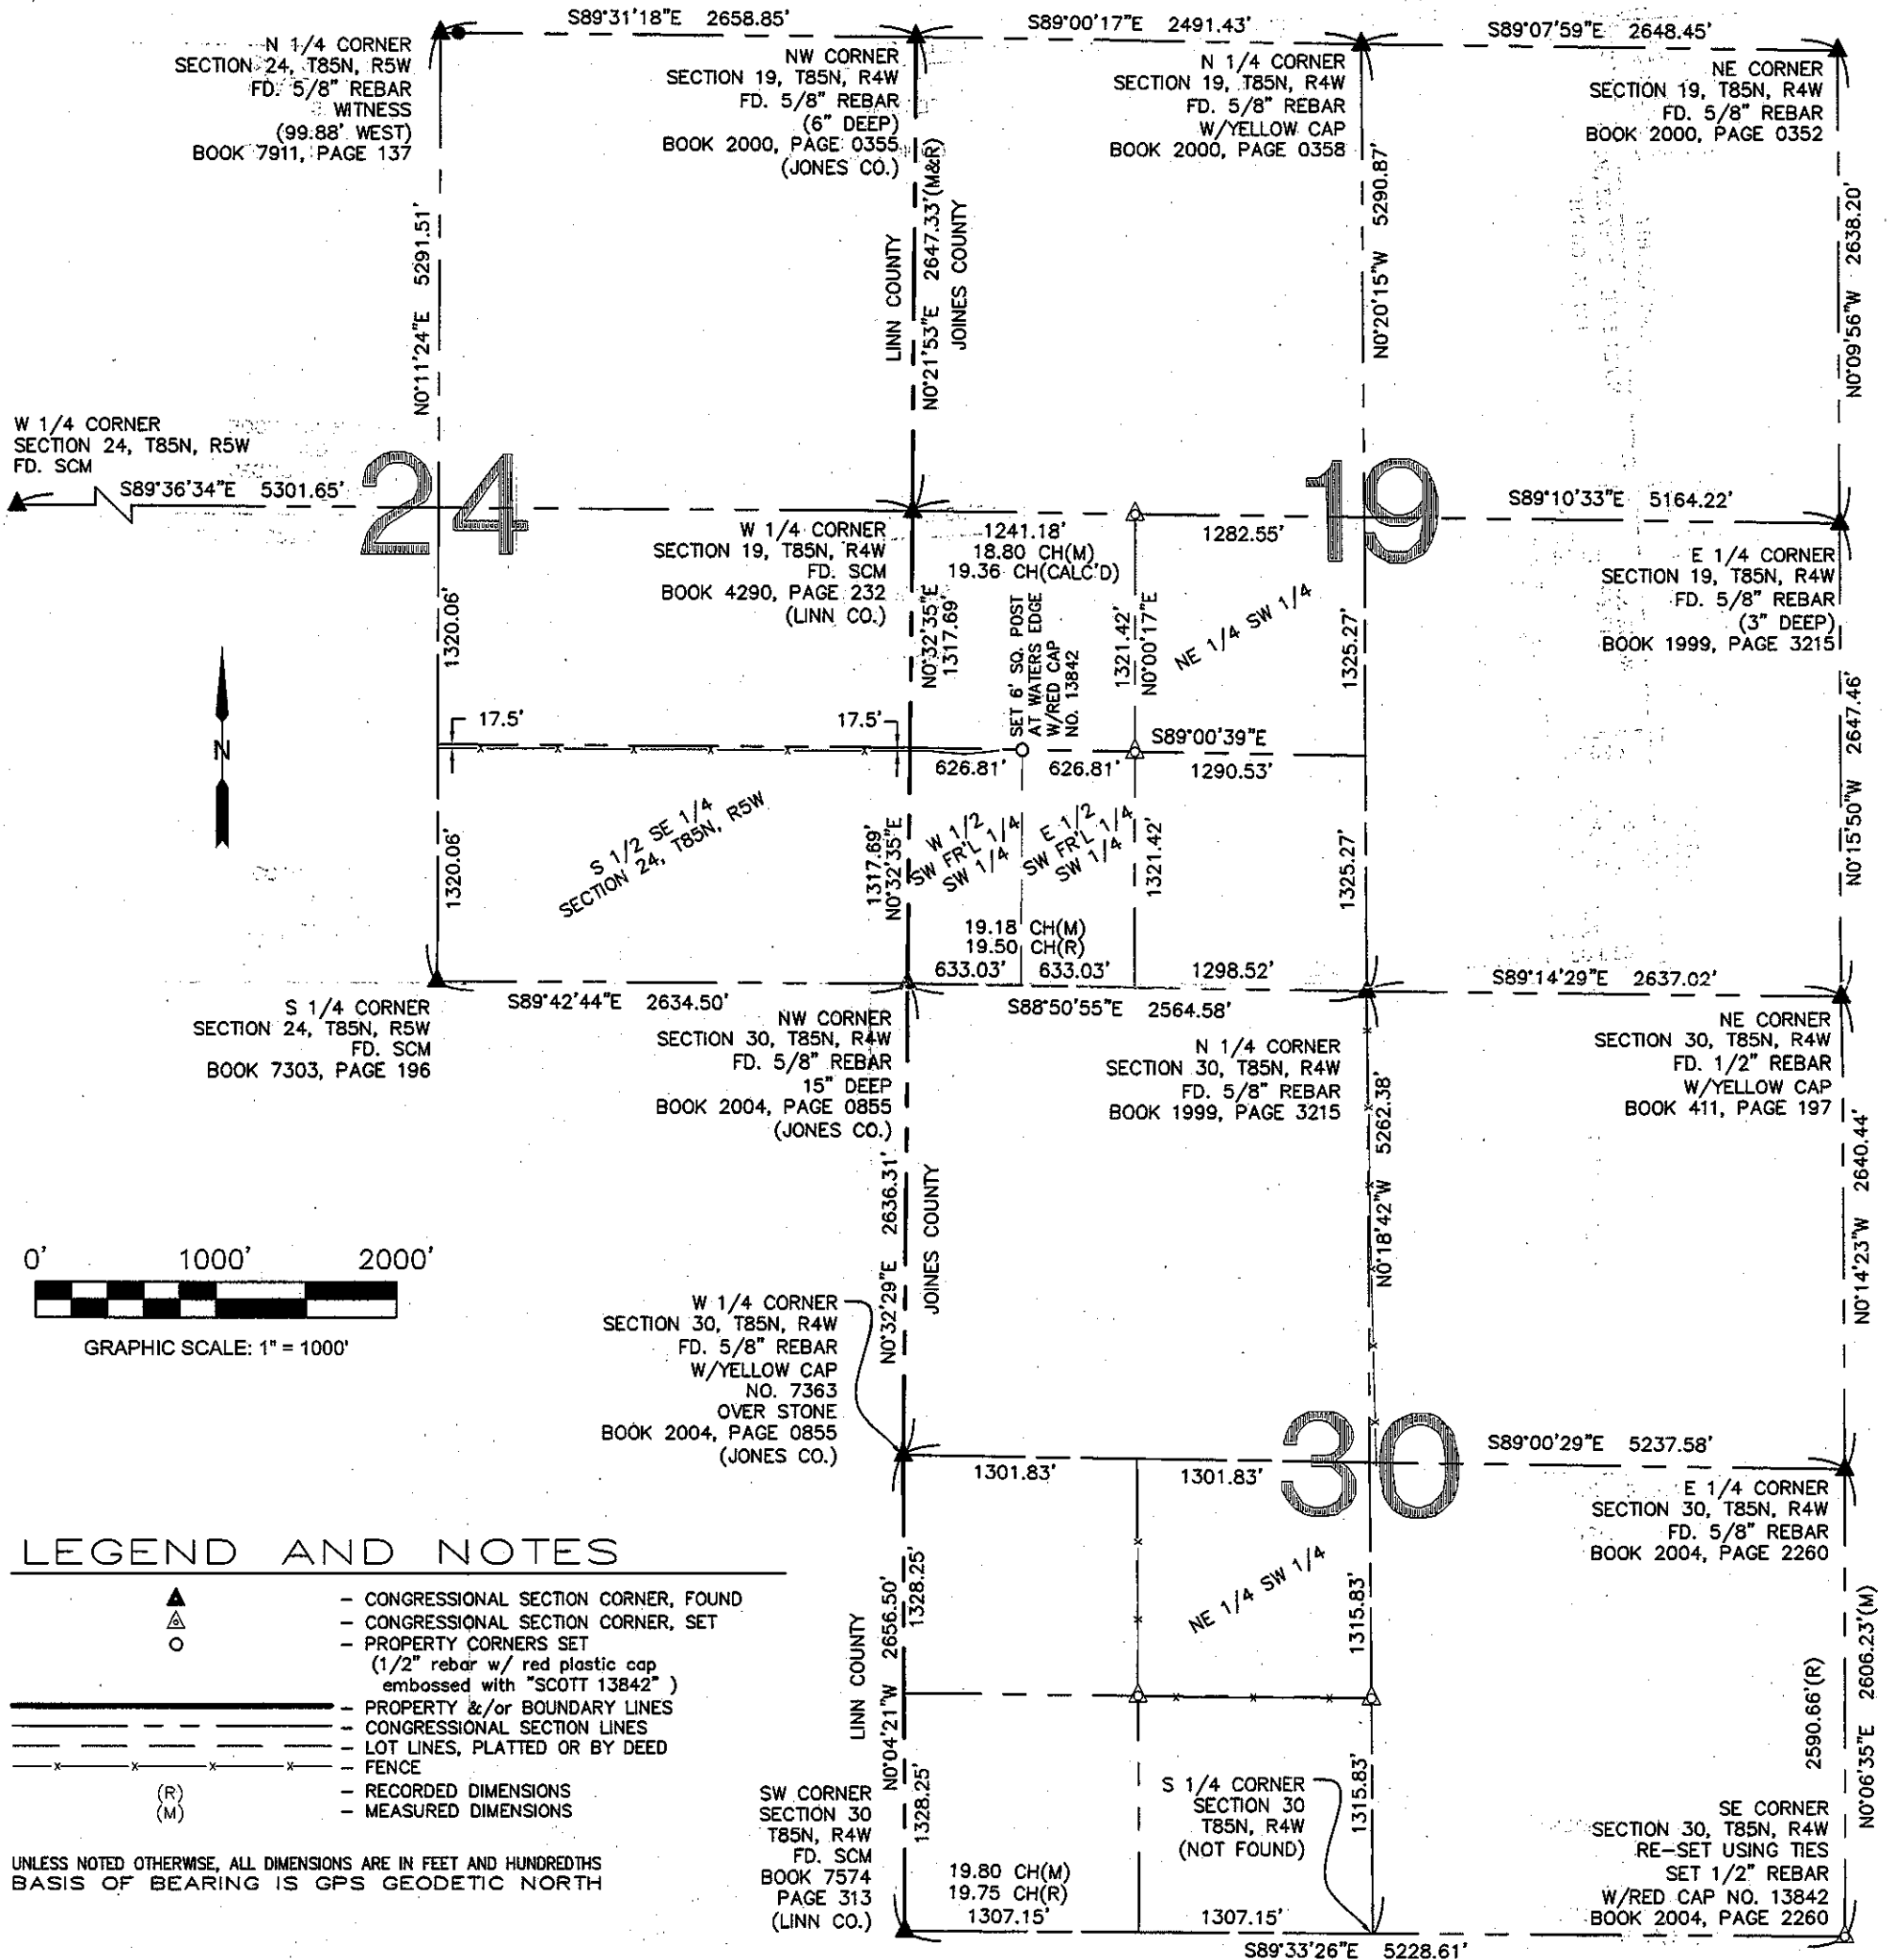 S89°31'18"E 2658.85'
S89°00'17"E 2491.43'
S89°07'59"E 2648.45'
N 1/4 CORNER
SECTION 24, T85N, R5W
FD. 5/8" REBAR
WITNESS
(99.88' WEST)
BOOK 7911, PAGE 137
NW CORNER
SECTION 19, T85N, R4W
FD. 5/8" REBAR
(6" DEEP)
BOOK 2000, PAGE 0355
(JONES CO.)
N 1/4 CORNER
SECTION 19, T85N, R4W
FD. 5/8" REBAR
W/YELLOW CAP
BOOK 2000, PAGE 0358
NE CORNER
SECTION 19, T85N, R4W
FD. 5/8" REBAR
BOOK 2000, PAGE 0352
N0°11'24"E 5291.51'
LINN COUNTY
N0°21'53"E 2647.33'(M&R)
JOINES COUNTY
N0°20'15"W 5290.87'
N0°09'56"W 2638.20'
W 1/4 CORNER
SECTION 24, T85N, R5W
FD. SCM
S89°36'34"E 5301.65'
24
19
S89°10'33"E 5164.22'
W 1/4 CORNER
SECTION 19, T85N, R4W
FD. SCM
BOOK 4290, PAGE 232
(LINN CO.)
1241.18'
18.80 CH(M)
19.36 CH(CALC'D)
1282.55'
E 1/4 CORNER
SECTION 19, T85N, R4W
FD. 5/8" REBAR
(3" DEEP)
BOOK 1999, PAGE 3215
1320.06'
N0°32'35"E
1317.69'
SET 6' SQ. POST
AT WATERS EDGE
W/RED CAP
NO. 13842
1321.42'
N0°00'17"E
NE 1/4 SW 1/4
1325.27'
N0°15'50"W 2647.46'
N
17.5'
17.5'
S89°00'39"E
626.81'
626.81'
1290.53'
1320.06'
S 1/2 SE 1/4
SECTION 24, T85N, R5W
1317.69'
N0°32'35"E
W 1/2
SW FR'L 1/4
SW 1/4
E 1/2
SW FR'L 1/4
SW 1/4
1321.42'
1325.27'
19.18 CH(M)
19.50 CH(R)
633.03'
633.03'
1298.52'
S89°42'44"E 2634.50'
S88°50'55"E 2564.58'
S89°14'29"E 2637.02'
S 1/4 CORNER
SECTION 24, T85N, R5W
FD. SCM
BOOK 7303, PAGE 196
NW CORNER
SECTION 30, T85N, R4W
FD. 5/8" REBAR
15" DEEP
BOOK 2004, PAGE 0855
(JONES CO.)
N 1/4 CORNER
SECTION 30, T85N, R4W
FD. 5/8" REBAR
BOOK 1999, PAGE 3215
NE CORNER
SECTION 30, T85N, R4W
FD. 1/2" REBAR
W/YELLOW CAP
BOOK 411, PAGE 197
N0°32'29"E 2636.31'
JOINES COUNTY
N0°18'42"W 5262.38'
N0°14'23"W 2640.44'
0' 1000' 2000'
GRAPHIC SCALE: 1" = 1000'
W 1/4 CORNER
SECTION 30, T85N, R4W
FD. 5/8" REBAR
W/YELLOW CAP
NO. 7363
OVER STONE
BOOK 2004, PAGE 0855
(JONES CO.)
1301.83'
1301.83'
30
S89°00'29"E 5237.58'
E 1/4 CORNER
SECTION 30, T85N, R4W
FD. 5/8" REBAR
BOOK 2004, PAGE 2260
LEGEND AND NOTES
– CONGRESSIONAL SECTION CORNER, FOUND
– CONGRESSIONAL SECTION CORNER, SET
– PROPERTY CORNERS SET
(1/2" rebar w/ red plastic cap
embossed with "SCOTT 13842" )
– PROPERTY &/or BOUNDARY LINES
– CONGRESSIONAL SECTION LINES
– LOT LINES, PLATTED OR BY DEED
– FENCE
(R) – RECORDED DIMENSIONS
(M) – MEASURED DIMENSIONS
UNLESS NOTED OTHERWISE, ALL DIMENSIONS ARE IN FEET AND HUNDREDTHS
BASIS OF BEARING IS GPS GEODETIC NORTH
LINN COUNTY
N0°04'21"W 2656.50'
1328.25'
1328.25'
NE 1/4 SW 1/4
1315.83'
1315.83'
2590.66'(R)
N0°06'35"E 2606.23'(M)
SW CORNER
SECTION 30
T85N, R4W
FD. SCM
BOOK 7574
PAGE 313
(LINN CO.)
19.80 CH(M)
19.75 CH(R)
1307.15'
1307.15'
S 1/4 CORNER
SECTION 30
T85N, R4W
(NOT FOUND)
SE CORNER
SECTION 30, T85N, R4W
RE–SET USING TIES
SET 1/2" REBAR
W/RED CAP NO. 13842
BOOK 2004, PAGE 2260
S89°33'26"E 5228.61'